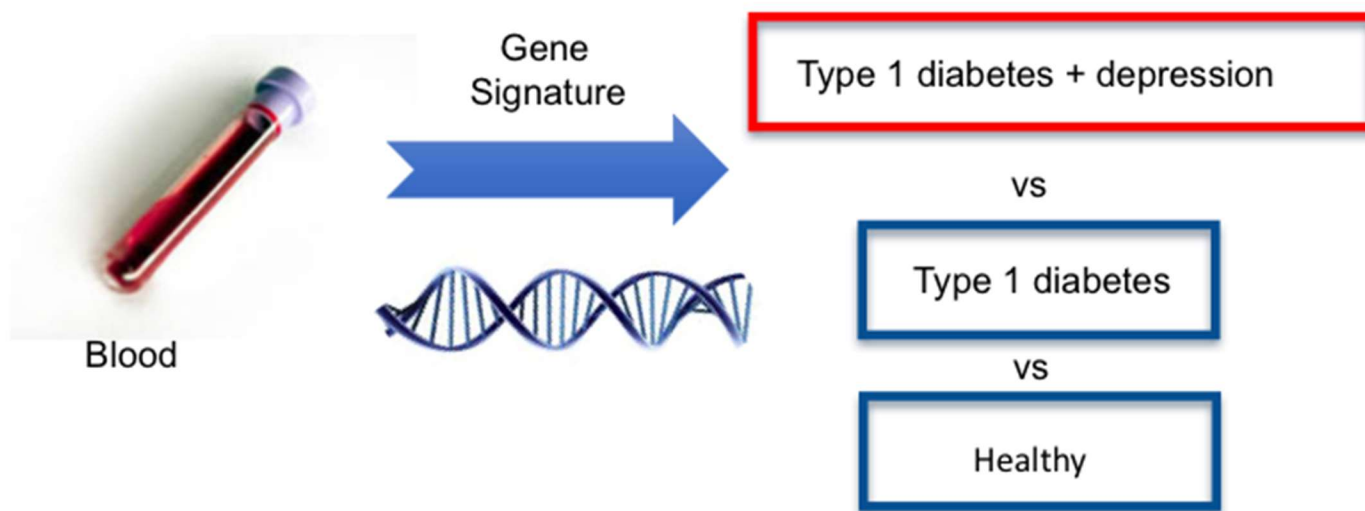 Gene
Signature
Blood
Type 1 diabetes + depression
vs
Type 1 diabetes
vs
Healthy